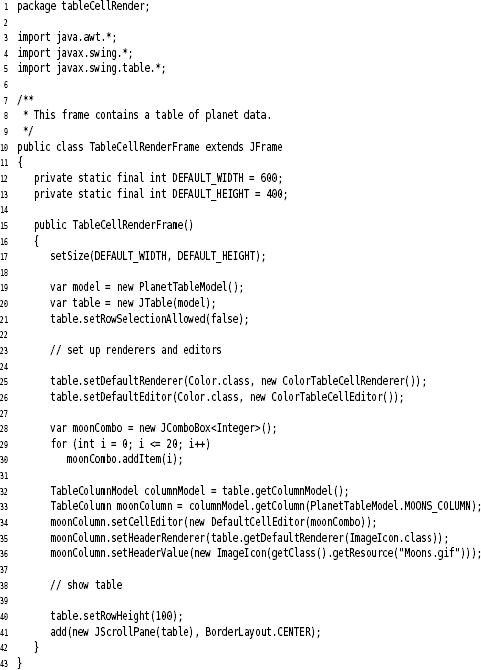 1 package tableCellRender;
2
3 import java.awt.*;
4 import javax.swing.*;
5 import javax.swing.table.*;
6
7 /**
8  * This frame contains a table of planet data.
9  */
10 public class TableCellRenderFrame extends JFrame
11 {
12    private static final int DEFAULT_WIDTH = 600;
13    private static final int DEFAULT_HEIGHT = 400;
14
15    public TableCellRenderFrame()
16    {
17       setSize(DEFAULT_WIDTH, DEFAULT_HEIGHT);
18
19       var model = new PlanetTableModel();
20       var table = new JTable(model);
21       table.setRowSelectionAllowed(false);
22
23       // set up renderers and editors
24
25       table.setDefaultRenderer(Color.class, new ColorTableCellRenderer());
26       table.setDefaultEditor(Color.class, new ColorTableCellEditor());
27
28       var moonCombo = new JComboBox<Integer>();
29       for (int i = 0; i <= 20; i++)
30          moonCombo.addItem(i);
31
32       TableColumnModel columnModel = table.getColumnModel();
33       TableColumn moonColumn = columnModel.getColumn(PlanetTableModel.MOONS_COLUMN);
34       moonColumn.setCellEditor(new DefaultCellEditor(moonCombo));
35       moonColumn.setHeaderRenderer(table.getDefaultRenderer(ImageIcon.class));
36       moonColumn.setHeaderValue(new ImageIcon(getClass().getResource("Moons.gif")));
37
38       // show table
39
40       table.setRowHeight(100);
41       add(new JScrollPane(table), BorderLayout.CENTER);
42    }
43 }